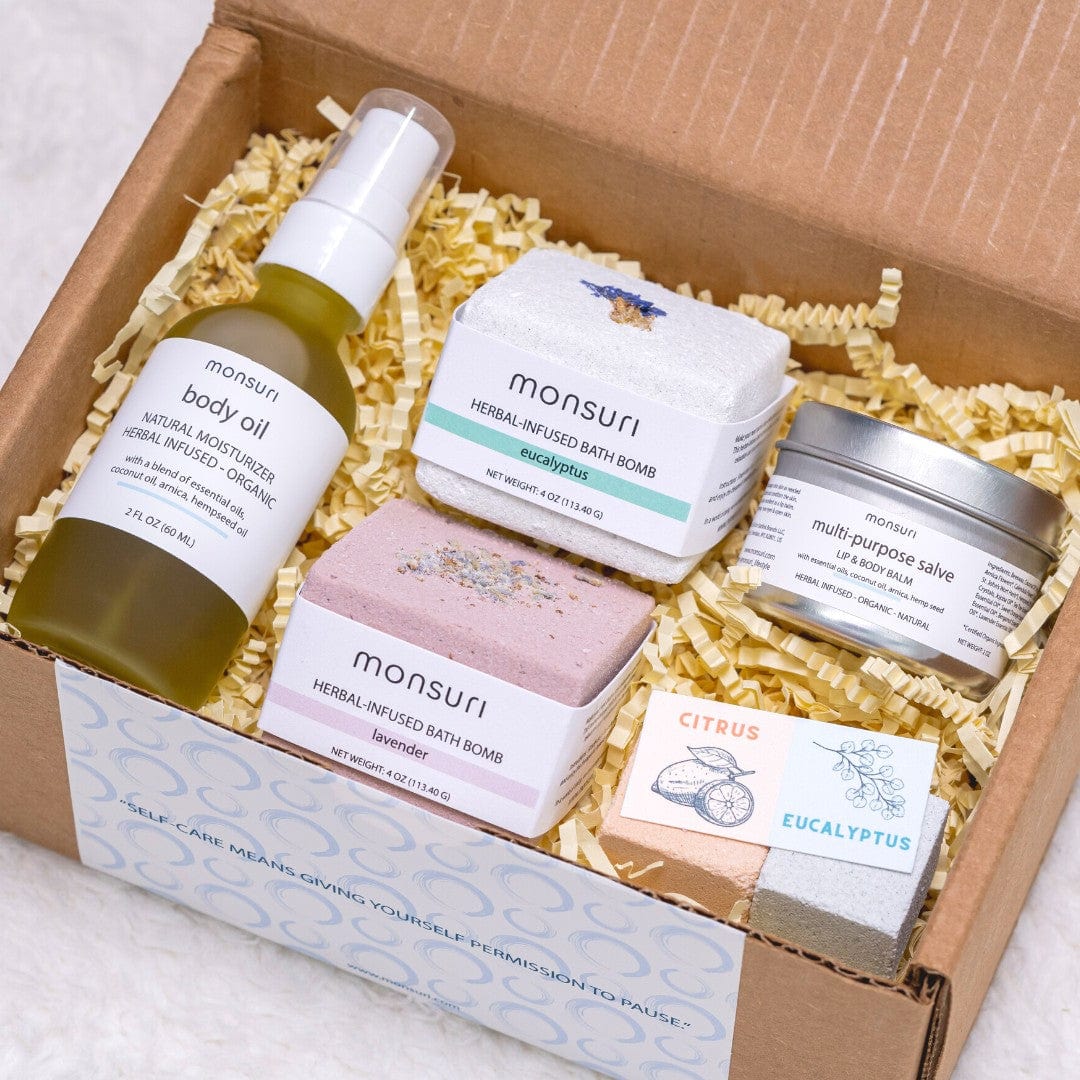 monsuri
body oil
NATURAL MOISTURIZER
HERBAL INFUSED - ORGANIC
with a blend of essential oils,
coconut oil, arnica, hempseed oil
2 FL OZ (60 ML)
monsuri
HERBAL-INFUSED BATH BOMB
eucalyptus
NET WEIGHT: 4 OZ (113.40 G)
monsuri
HERBAL-INFUSED BATH BOMB
lavender
NET WEIGHT: 4 OZ (113.40 G)
monsuri
multi-purpose salve
LIP & BODY BALM
with essential oils, coconut oil, arnica, hemp seed
HERBAL INFUSED - ORGANIC - NATURAL
NET WEIGHT: 2 OZ
CITRUS
EUCALYPTUS
"SELF-CARE MEANS GIVING YOURSELF PERMISSION TO PAUSE."
www.monsuri.com